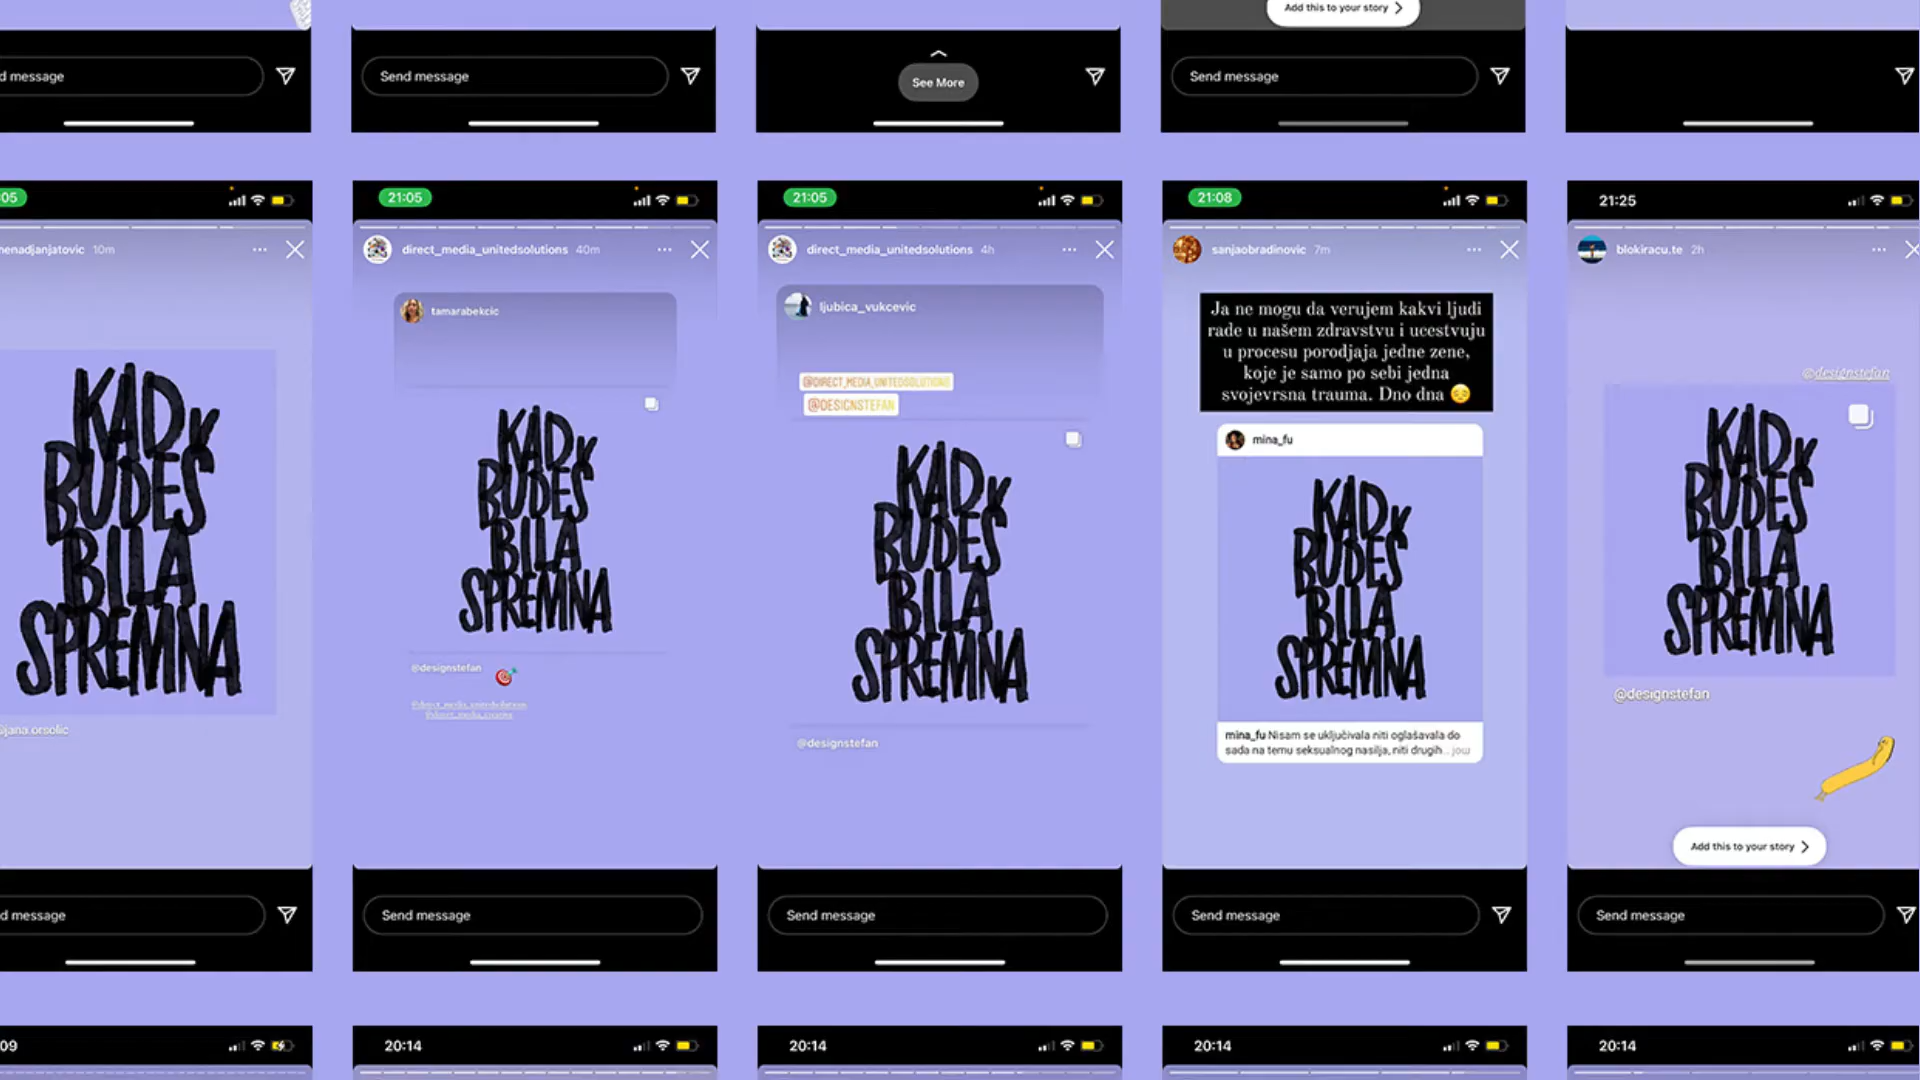 Add this to your story
message
Send message
See More
Send message
05
menadjanjatovic 10m
KAD
BUDEŠ
BILA
SPREMNA
@jana.orsolic
message
21:05
direct_media_unitedsolutions 40m
tamarabekcic
KAD
BUDEŠ
BILA
SPREMNA
@designstefan
Send message
21:05
direct_media_unitedsolutions 4h
ljubica_vukcevic
@DIRECT_MEDIA_UNITEDSOLUTIONS
@DESIGNSTEFAN
KAD
BUDEŠ
BILA
SPREMNA
@designstefan
Send message
21:08
sanjaobradinovic 7m
Ja ne mogu da verujem kakvi ljudi
rade u našem zdravstvu i ucestvuju
u procesu porodjaja jedne zene,
koje je samo po sebi jedna
svojevrsna trauma. Dno dna 😔
mina_fu
KAD
BUDEŠ
BILA
SPREMNA
mina_fu Nisam se uključivala niti oglašavala do
sada na temu seksualnog nasilja, niti drugih...
Send message
21:25
blokiracu.te 2h
@designstefan
KAD
BUDEŠ
BILA
SPREMNA
@designstefan
Add this to your story
Send message
09
20:14
20:14
20:14
20:14